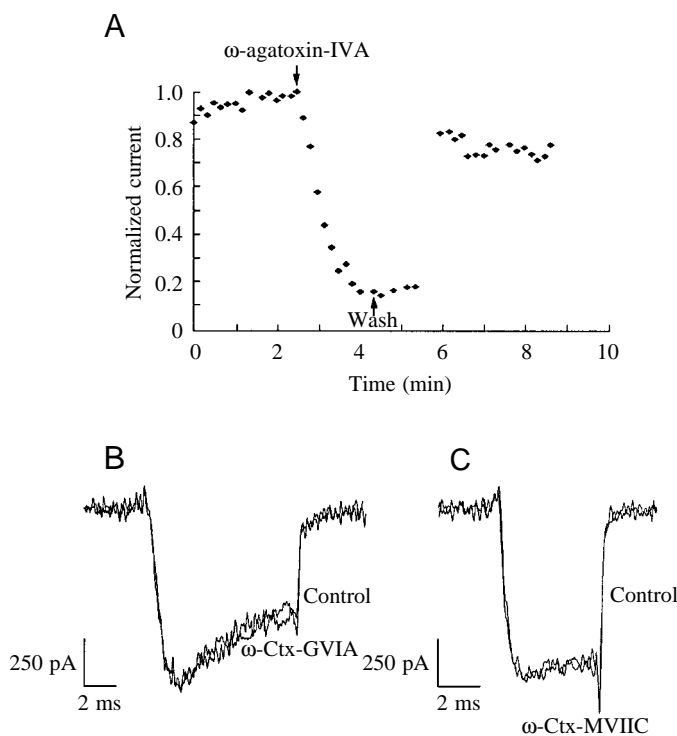 A
ω-agatoxin-IVA
1.0
0.8
0.6
0.4
0.2
0
Normalized current
Wash
0 2 4 6 8 10
Time (min)
B
Control
ω-Ctx-GVIA
250 pA
2 ms
C
Control
250 pA
2 ms
ω-Ctx-MVIIC